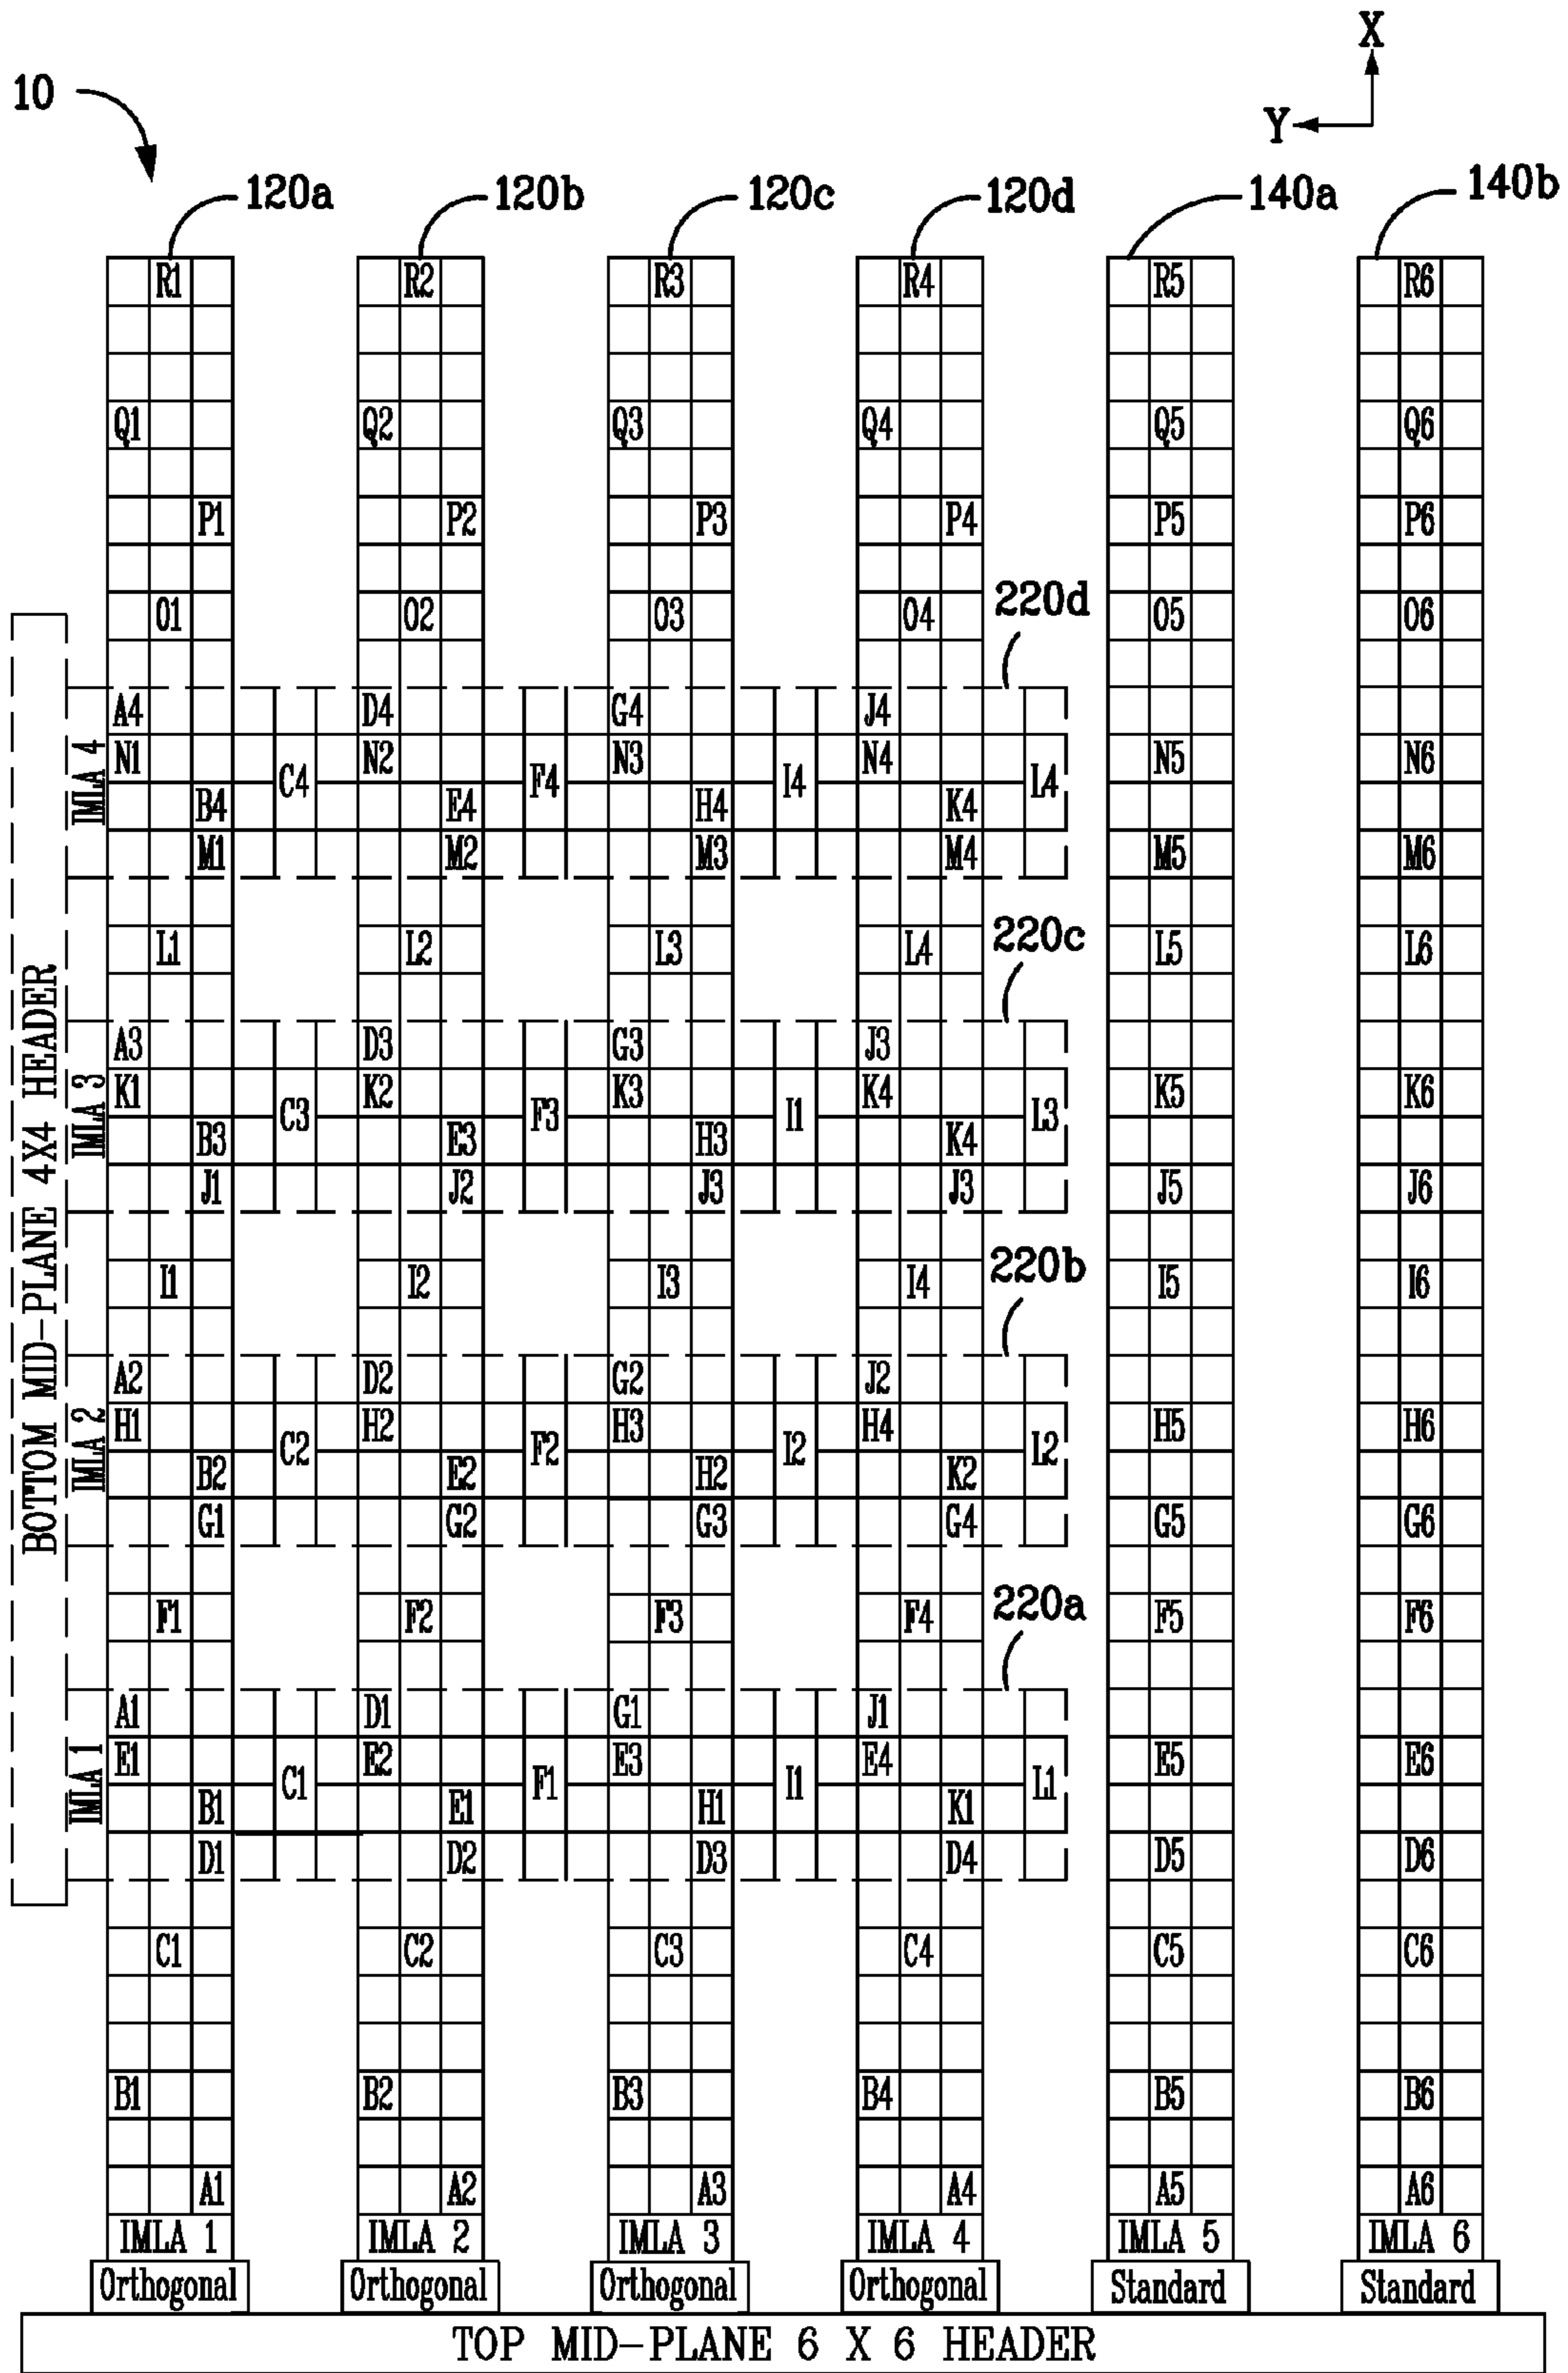 X
10
Y
120a 120b 120c 120d 140a 140b
R1 R2 R3 R4 R5 R6
Q1 Q2 Q3 Q4 Q5 Q6
P1 P2 P3 P4 P5 P6
220d
O1 O2 O3 O4 O5 O6
A4 D4 G4 J4
N1 N2 N3 N4 N5 N6
C4 F4 I4 L4
B4 E4 H4 K4
M1 M2 M3 M4 M5 M6
IMLA 4
220c
L1 L2 L3 L4 L5 L6
A3 D3 G3 J3
K1 K2 K3 K4 K5 K6
C3 F3 I1 L3
B3 E3 H3 K4
J1 J2 J3 J3 J5 J6
IMLA 3
BOTTOM MID-PLANE 4X4 HEADER
220b
I1 I2 I3 I4 I5 I6
A2 D2 G2 J2
H1 H2 H3 H4 H5 H6
C2 F2 I2 L2
B2 E2 H2 K2
G1 G2 G3 G4 G5 G6
IMLA 2
220a
F1 F2 F3 F4 F5 F6
A1 D1 G1 J1
E1 E2 E3 E4 E5 E6
C1 F1 I1 L1
B1 E1 H1 K1
D1 D2 D3 D4 D5 D6
IMLA 1
C1 C2 C3 C4 C5 C6
B1 B2 B3 B4 B5 B6
A1 A2 A3 A4 A5 A6
IMLA 1 IMLA 2 IMLA 3 IMLA 4 IMLA 5 IMLA 6
Orthogonal Orthogonal Orthogonal Orthogonal Standard Standard
TOP MID-PLANE 6 X 6 HEADER